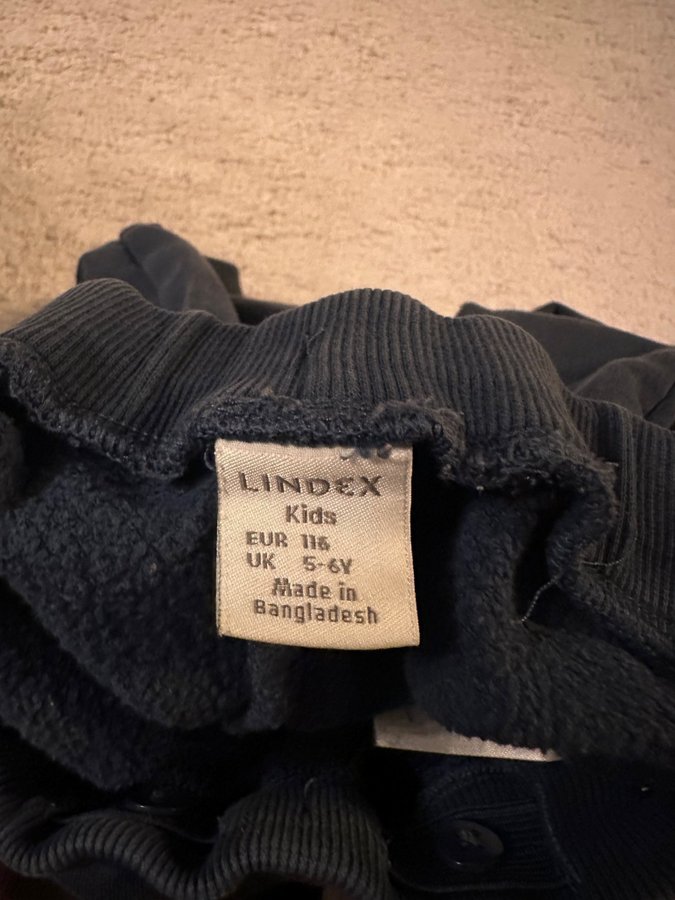 LINDEX
Kids
EUR 116
UK 5-6Y
Made in
Bangladesh